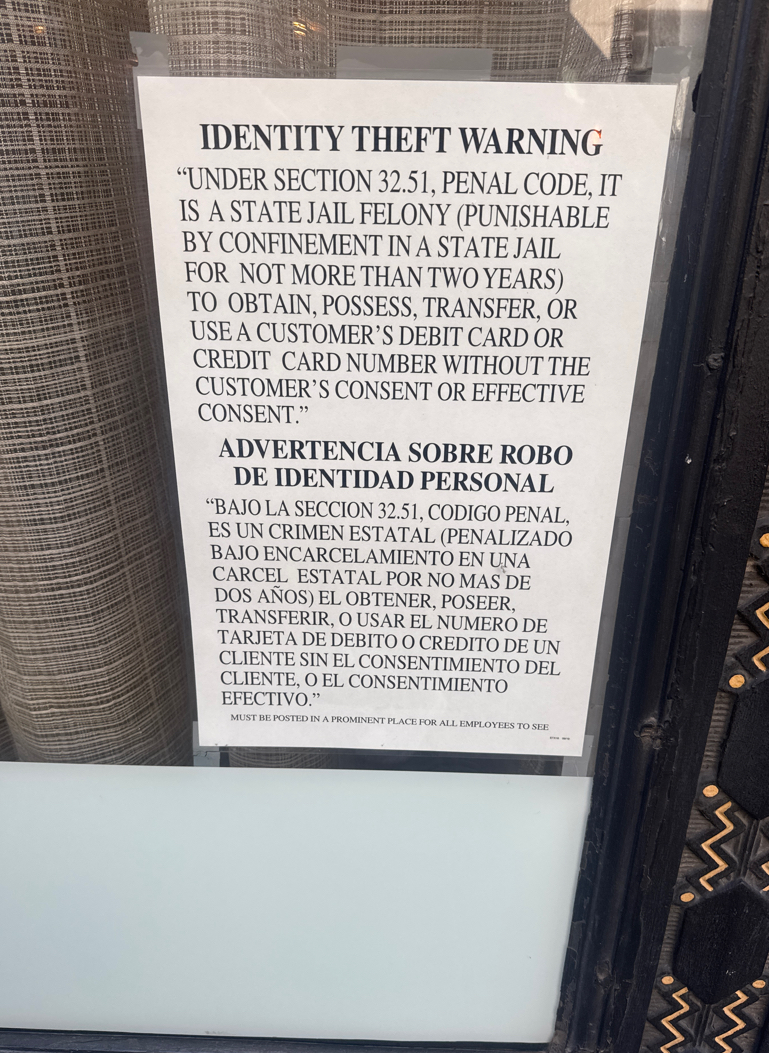 IDENTITY THEFT WARNING
“UNDER SECTION 32.51, PENAL CODE, IT
IS A STATE JAIL FELONY (PUNISHABLE
BY CONFINEMENT IN A STATE JAIL
FOR NOT MORE THAN TWO YEARS)
TO OBTAIN, POSSESS, TRANSFER, OR
USE A CUSTOMER’S DEBIT CARD OR
CREDIT CARD NUMBER WITHOUT THE
CUSTOMER’S CONSENT OR EFFECTIVE
CONSENT.”
ADVERTENCIA SOBRE ROBO
DE IDENTIDAD PERSONAL
“BAJO LA SECCION 32.51, CODIGO PENAL,
ES UN CRIMEN ESTATAL (PENALIZADO
BAJO ENCARCELAMIENTO EN UNA
CARCEL ESTATAL POR NO MAS DE
DOS AÑOS) EL OBTENER, POSEER,
TRANSFERIR, O USAR EL NUMERO DE
TARJETA DE DEBITO O CREDITO DE UN
CLIENTE SIN EL CONSENTIMIENTO DEL
CLIENTE, O EL CONSENTIMIENTO
EFECTIVO.”
MUST BE POSTED IN A PROMINENT PLACE FOR ALL EMPLOYEES TO SEE